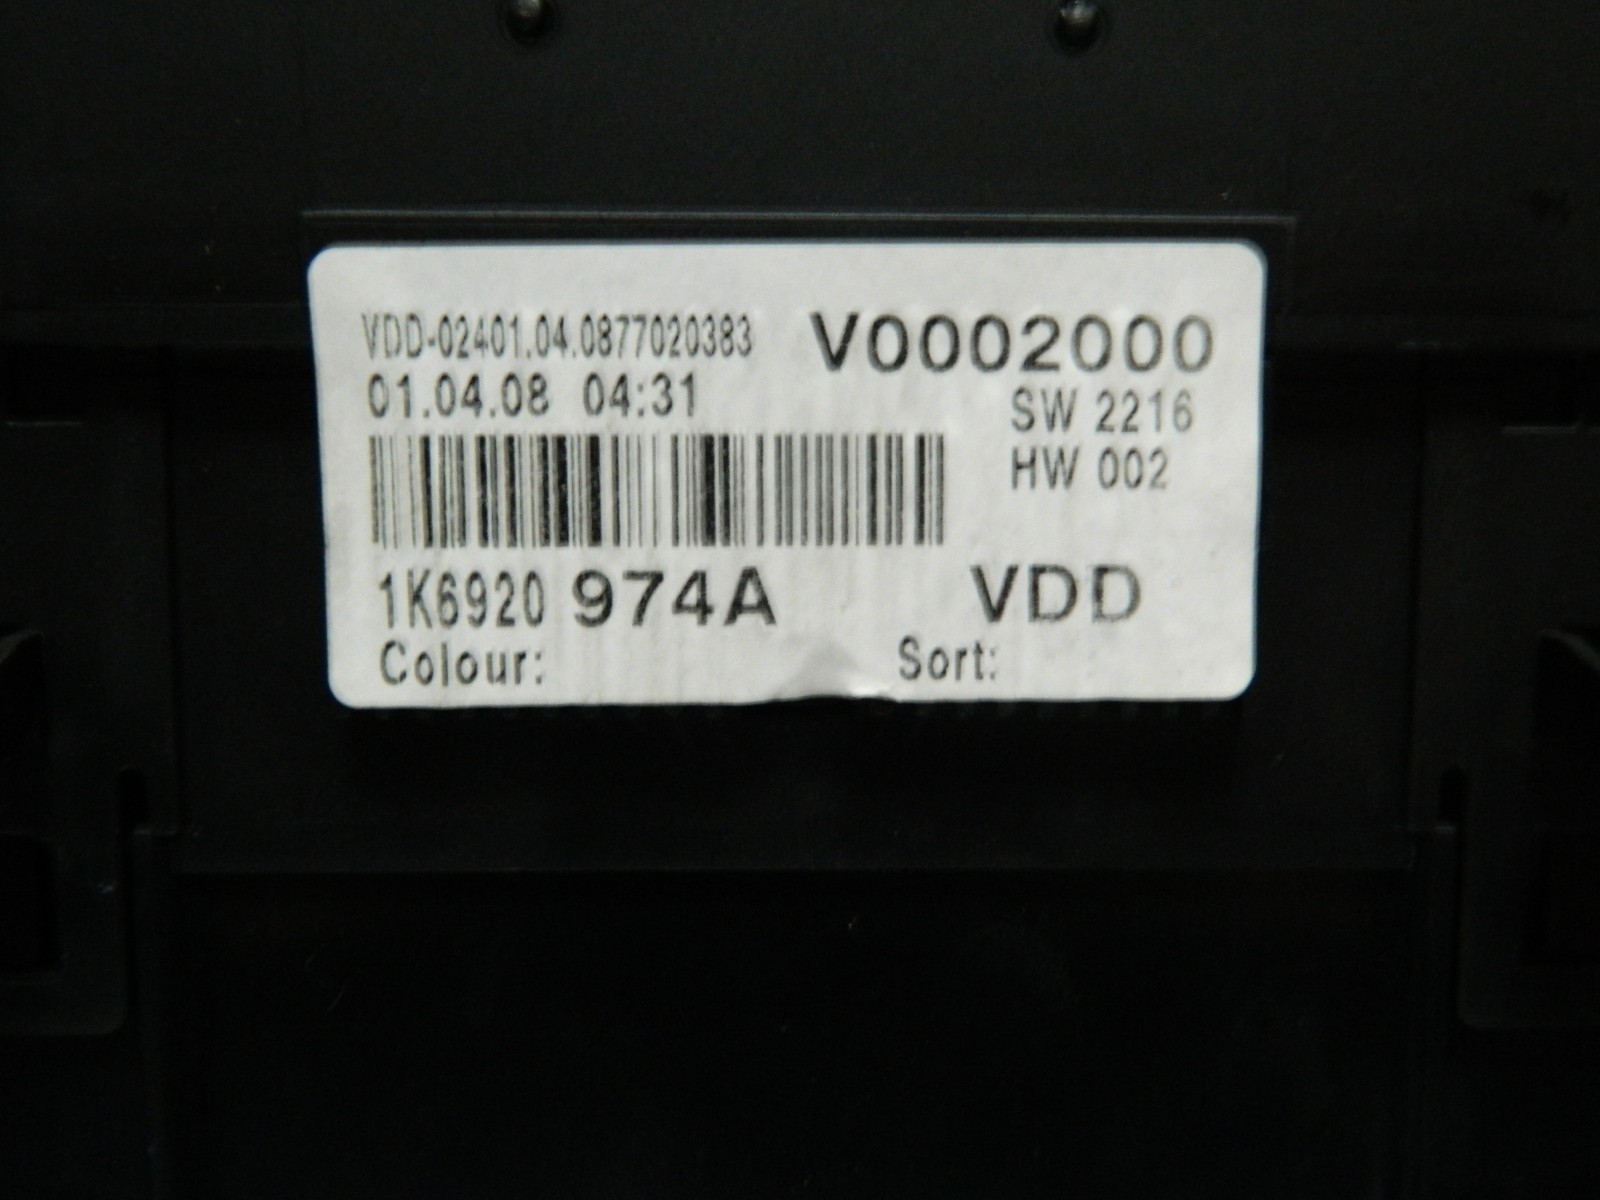 VDD-02401.04.0877020383 V0002000
01.04.08 04:31 SW 2216
HW 002
1K6920 974A VDD
Colour: Sort: